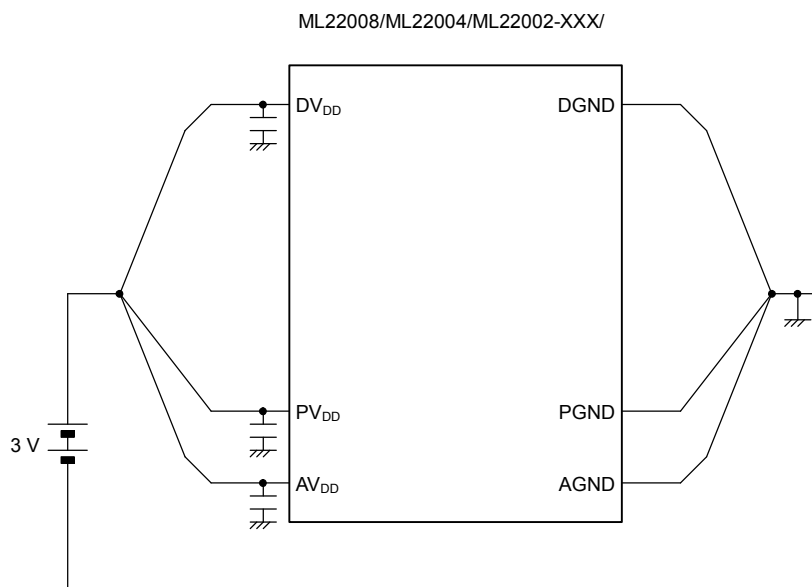 ML22008/ML22004/ML22002-XXX/
DVDD
DGND
3 V
PVDD
PGND
AVDD
AGND